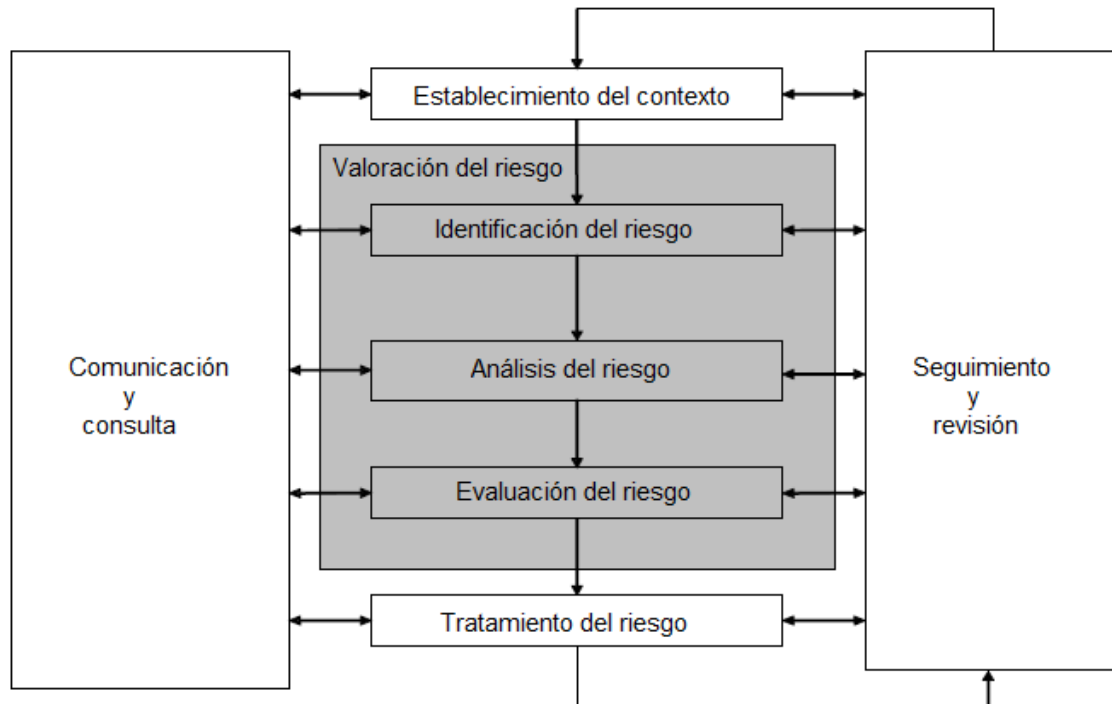 Establecimiento del contexto
Valoración del riesgo
Identificación del riesgo
Comunicación
y
consulta
Análisis del riesgo
Seguimiento
y
revisión
Evaluación del riesgo
Tratamiento del riesgo